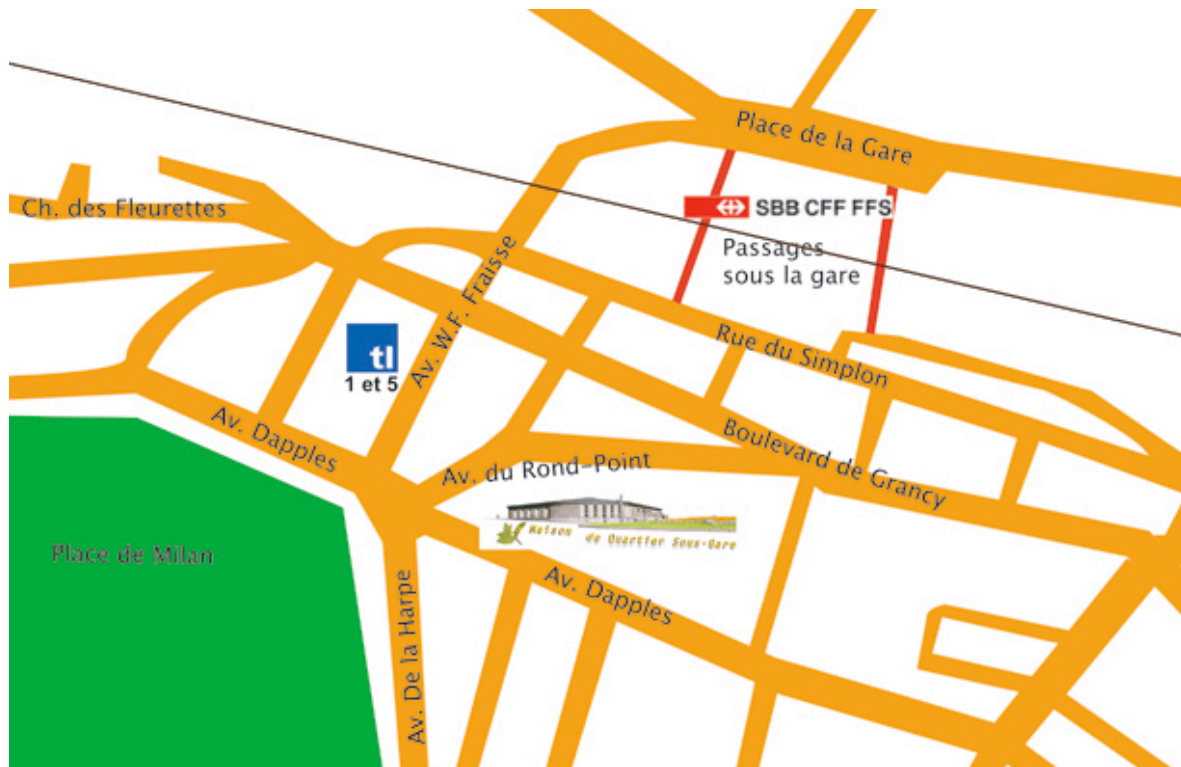 Place de la Gare
SBB CFF FFS
Ch. des Fleurettes
Passages
sous la gare
Av. W.F. Fraisse
tl
1 et 5
Rue du Simplon
Av. Dapples
Boulevard de Grancy
Av. du Rond-Point
Maison de Quartier Sous-Gare
Place de Milan
Av. Dapples
Av. De la Harpe